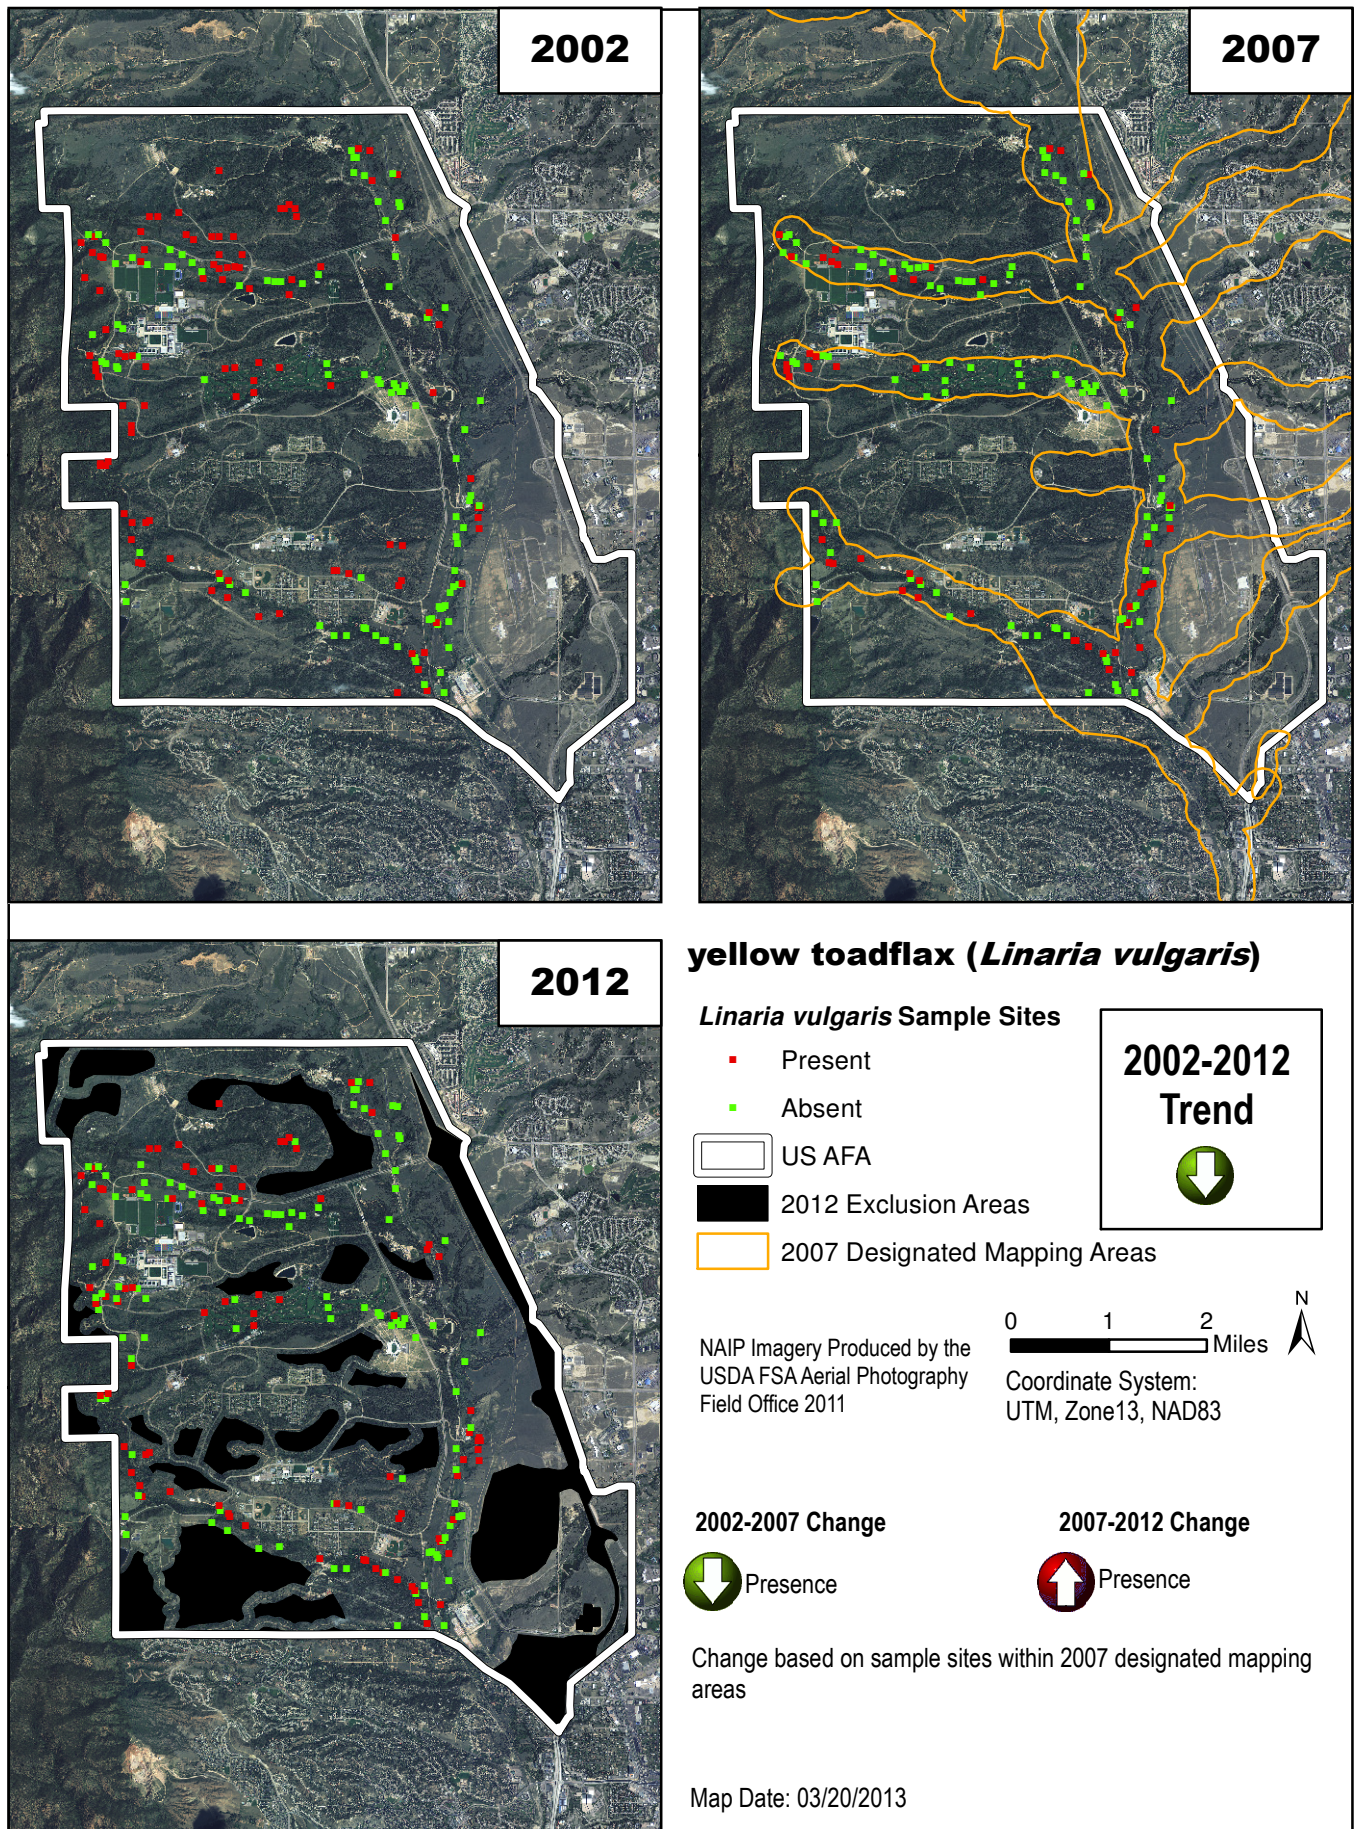 2002
2007
2012
yellow toadflax (Linaria vulgaris)
Linaria vulgaris Sample Sites
Present
Absent
US AFA
2012 Exclusion Areas
2007 Designated Mapping Areas
2002-2012
Trend
NAIP Imagery Produced by the
USDA FSA Aerial Photography
Field Office 2011
0 1 2
Miles
N
Coordinate System:
UTM, Zone13, NAD83
2002-2007 Change
Presence
2007-2012 Change
Presence
Change based on sample sites within 2007 designated mapping
areas
Map Date: 03/20/2013